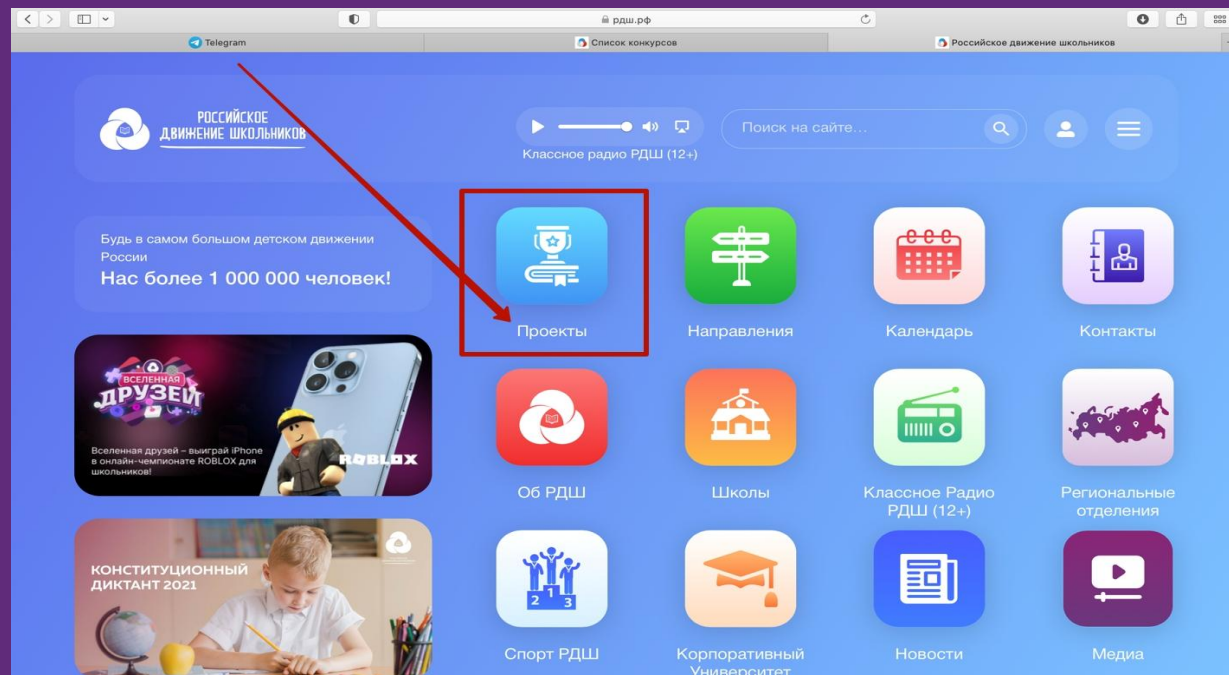 рдш.рф
Telegram
Список конкурсов
Российское движение школьников
РОССИЙСКОЕ
ДВИЖЕНИЕ ШКОЛЬНИКОВ
Классное радио РДШ (12+)
Поиск на сайте...
Будь в самом большом детском движении
России
Нас более 1 000 000 человек!
Проекты
Направления
Календарь
Контакты
ВСЕЛЕННАЯ
ДРУЗЕЙ
Вселенная друзей – выиграй iPhone
в онлайн-чемпионате ROBLOX для
школьников!
ROBLOX
Об РДШ
Школы
Классное Радио
РДШ (12+)
Региональные
отделения
КОНСТИТУЦИОННЫЙ
ДИКТАНТ 2021
2 1 3
Спорт РДШ
Корпоративный
Университет
Новости
Медиа